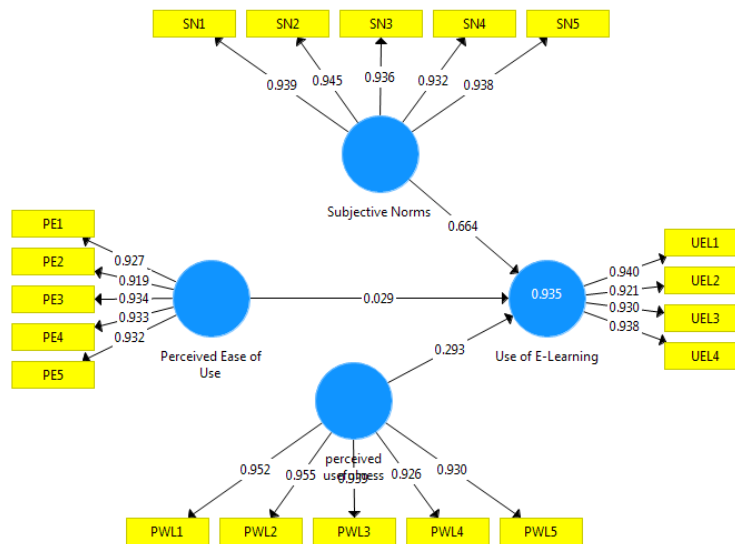 SN1 SN2 SN3 SN4 SN5
0.939 0.945 0.936 0.932 0.938
Subjective Norms
0.664
PE1
PE2
PE3
PE4
PE5
0.927
0.919
0.934
0.933
0.932
Perceived Ease of
Use
0.029
0.935
Use of E-Learning
0.940
0.921
0.930
0.938
UEL1
UEL2
UEL3
UEL4
0.293
perceived
usefulness
0.952 0.955 0.926 0.930
PWL1 PWL2 PWL3 PWL4 PWL5